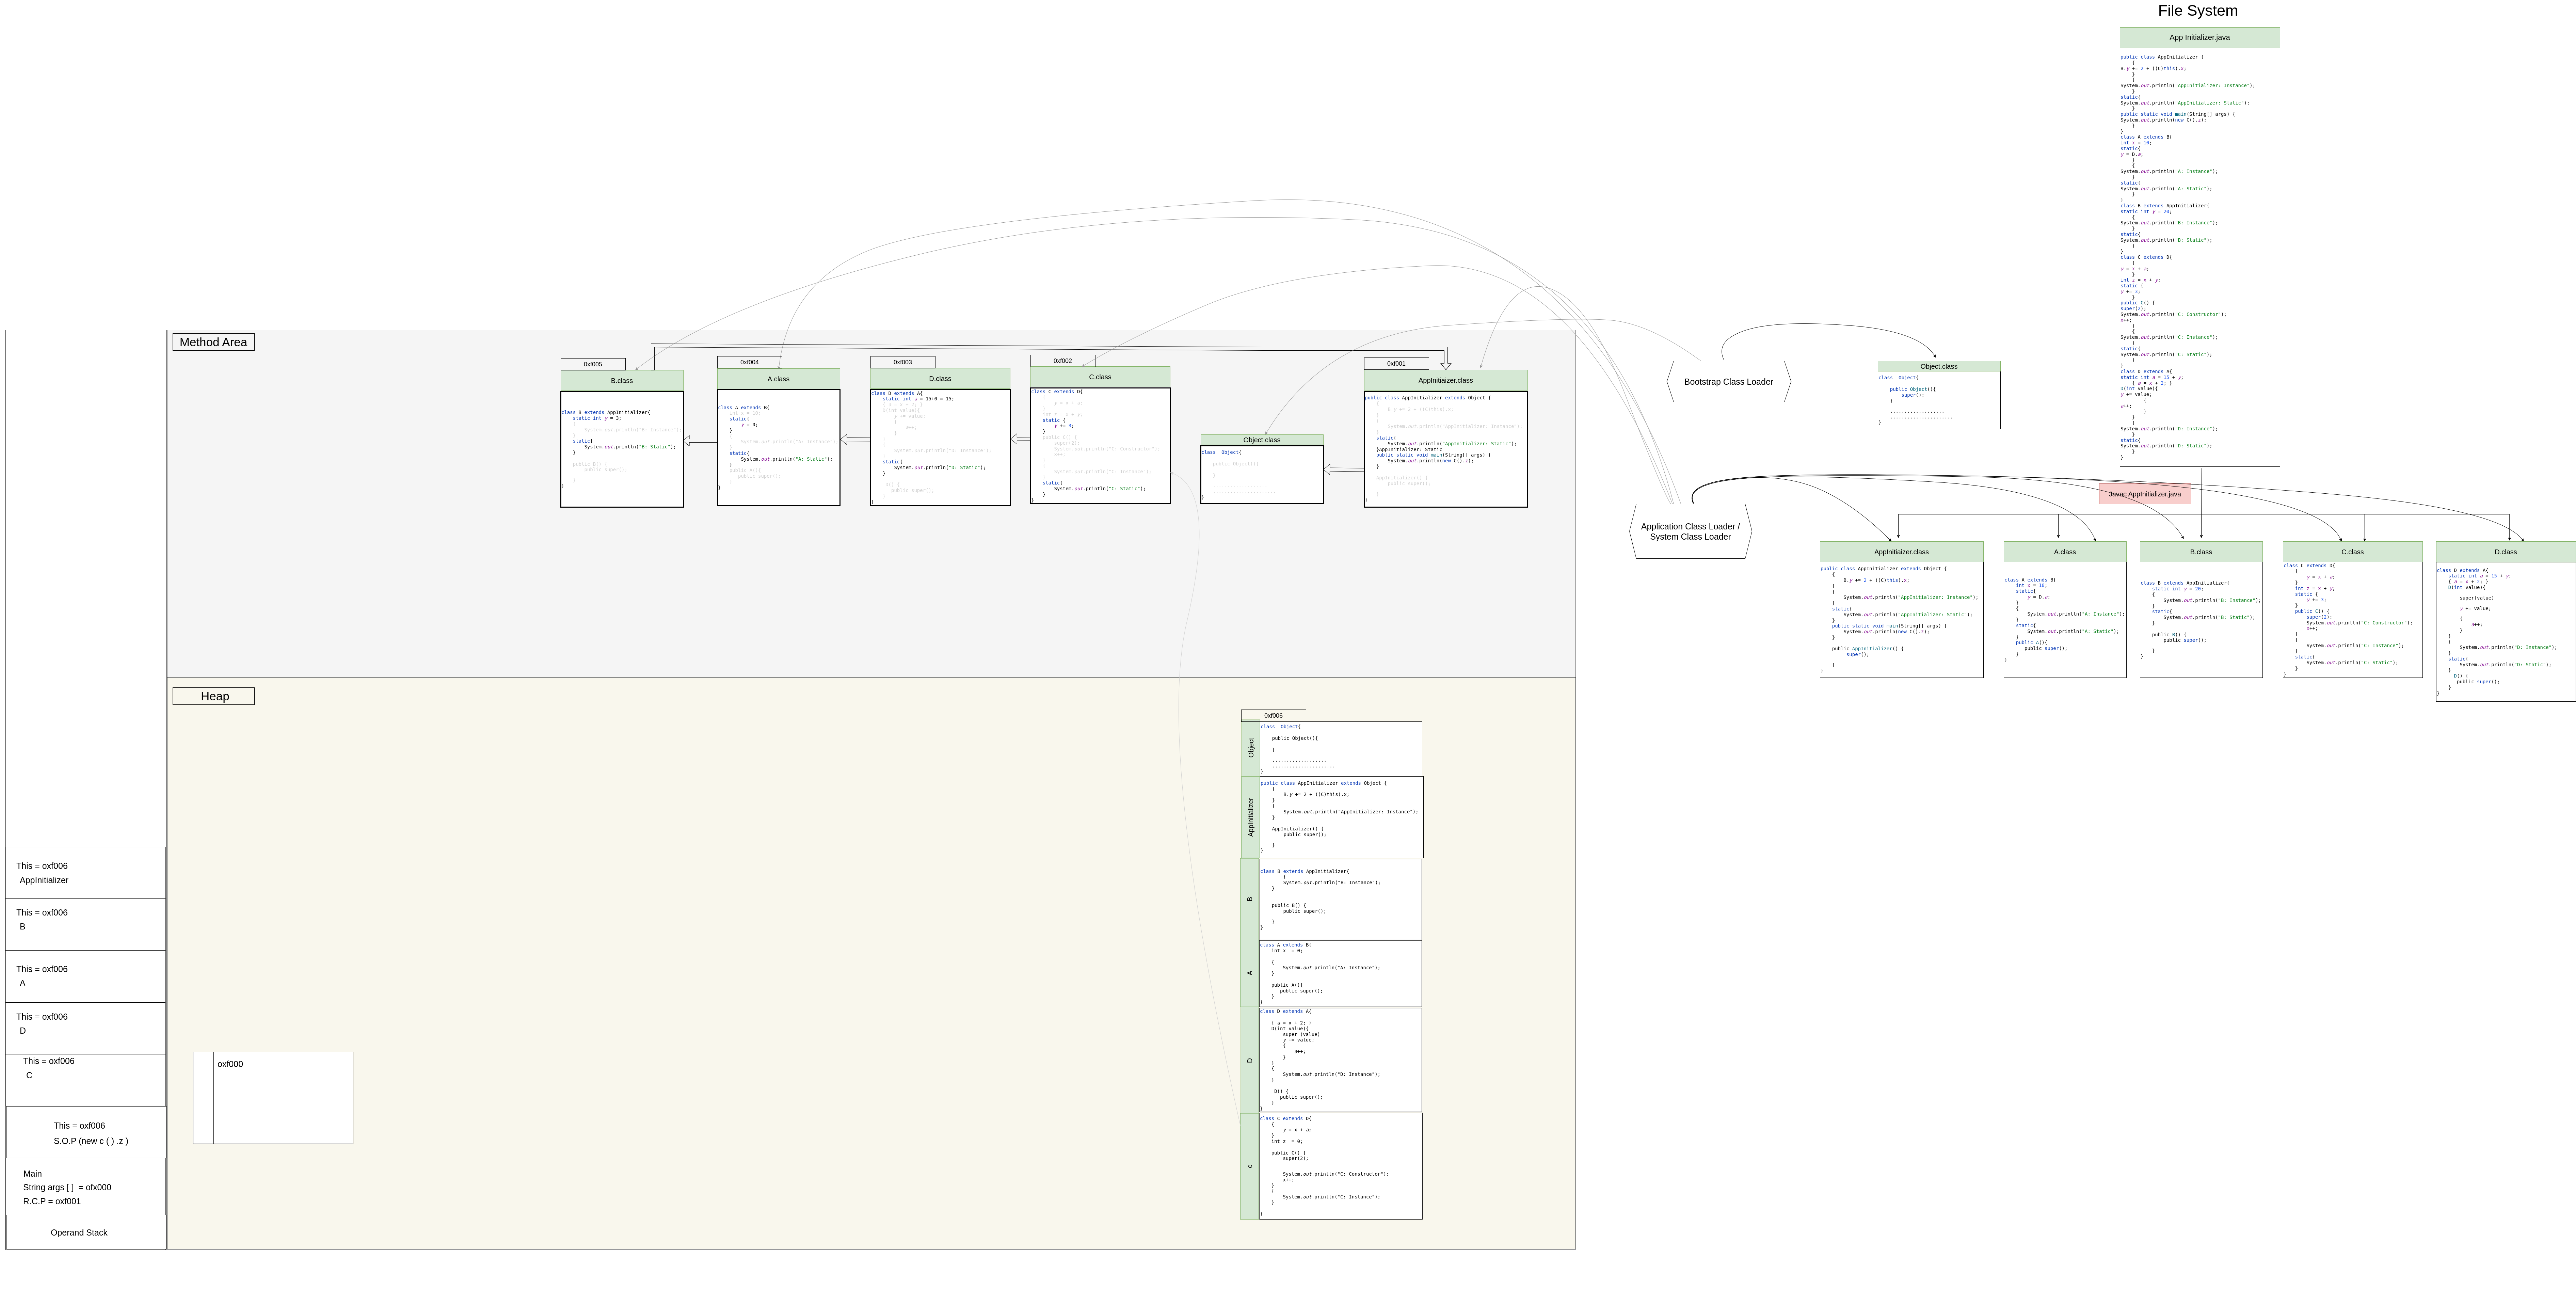 File System
App Initializer.java
public class AppInitializer {
{
B.y += 2 + ((C)this).x;
}
{
System.out.println("AppInitializer: Instance");
}
static{
System.out.println("AppInitializer: Static");
}
public static void main(String[] args) {
System.out.println(new C().z);
}
}
class A extends B{
int x = 10;
static{
y = D.a;
}
{
System.out.println("A: Instance");
}
static{
System.out.println("A: Static");
}
}
class B extends AppInitializer{
static int y = 20;
{
System.out.println("B: Instance");
}
static{
System.out.println("B: Static");
}
}
class C extends D{
{
y = x + a;
}
int z = x + y;
static {
y += 3;
}
public C() {
super(2);
System.out.println("C: Constructor");
x++;
}
{
System.out.println("C: Instance");
}
static{
System.out.println("C: Static");
}
}
class D extends A{
static int a = 15 + y;
{ a = x + 2; }
D(int value){
y += value;
{
a++;
}
}
{
System.out.println("D: Instance");
}
static{
System.out.println("D: Static");
}
}
Method Area
0xf005
B.class
class B extends AppInitializer{
static int y = 3;
{
System.out.println("B: Instance");
}
static{
System.out.println("B: Static");
}
public B() {
public super();
}
}
0xf004
A.class
class A extends B{
int x = 10;
static{
y = 0;
}
{
System.out.println("A: Instance");
}
static{
System.out.println("A: Static");
}
public A(){
public super();
}
}
0xf003
D.class
class D extends A{
static int a = 15+0 = 15;
{ a = x + 2; }
D(int value){
y += value;
{
a++;
}
}
{
System.out.println("D: Instance");
}
static{
System.out.println("D: Static");
}
D() {
public super();
}
}
0xf002
C.class
class C extends D{
{
y = x + a;
}
int z = x + y;
static {
y += 3;
}
public C() {
super(2);
System.out.println("C: Constructor");
x++;
}
{
System.out.println("C: Instance");
}
static{
System.out.println("C: Static");
}
}
Object.class
class Object{
public Object(){
}
...................
......................
}
0xf001
AppInitiaizer.class
public class AppInitializer extends Object {
{
B.y += 2 + ((C)this).x;
}
{
System.out.println("AppInitializer: Instance");
}
static{
System.out.println("AppInitializer: Static");
}AppInitializer: Static
public static void main(String[] args) {
System.out.println(new C().z);
}
AppInitializer() {
public super();
}
}
Bootstrap Class Loader
Object.class
class Object{
public Object(){
super();
}
...................
......................
}
Application Class Loader /
System Class Loader
Javac AppInitializer.java
AppInitiaizer.class
public class AppInitializer extends Object {
{
B.y += 2 + ((C)this).x;
}
{
System.out.println("AppInitializer: Instance");
}
static{
System.out.println("AppInitializer: Static");
}
public static void main(String[] args) {
System.out.println(new C().z);
}
public AppInitializer() {
super();
}
}
A.class
class A extends B{
int x = 10;
static{
y = D.a;
}
{
System.out.println("A: Instance");
}
static{
System.out.println("A: Static");
}
public A(){
public super();
}
}
B.class
class B extends AppInitializer{
static int y = 20;
{
System.out.println("B: Instance");
}
static{
System.out.println("B: Static");
}
public B() {
public super();
}
}
C.class
class C extends D{
{
y = x + a;
}
int z = x + y;
static {
y += 3;
}
public C() {
super(2);
System.out.println("C: Constructor");
x++;
}
{
System.out.println("C: Instance");
}
static{
System.out.println("C: Static");
}
}
D.class
class D extends A{
static int a = 15 + y;
{ a = x + 2; }
D(int value){
super(value)
y += value;
{
a++;
}
}
{
System.out.println("D: Instance");
}
static{
System.out.println("D: Static");
}
D() {
public super();
}
}
Heap
0xf006
Object
class Object{
public Object(){
}
...................
......................
}
AppInitializer
public class AppInitializer extends Object {
{
B.y += 2 + ((C)this).x;
}
{
System.out.println("AppInitializer: Instance");
}
AppInitializer() {
public super();
}
}
B
class B extends AppInitializer{
{
System.out.println("B: Instance");
}
public B() {
public super();
}
}
A
class A extends B{
int x = 0;
{
System.out.println("A: Instance");
}
public A(){
public super();
}
}
D
class D extends A{
{ a = x + 2; }
D(int value){
super (value)
y += value;
{
a++;
}
}
{
System.out.println("D: Instance");
}
D() {
public super();
}
}
c
class C extends D{
{
y = x + a;
}
int z = 0;
public C() {
super(2);
System.out.println("C: Constructor");
x++;
}
{
System.out.println("C: Instance");
}
}
oxf000
This = oxf006
AppInitializer
This = oxf006
B
This = oxf006
A
This = oxf006
D
This = oxf006
C
This = oxf006
S.O.P (new c ( ) .z )
Main
String args [ ] = ofx000
R.C.P = oxf001
Operand Stack